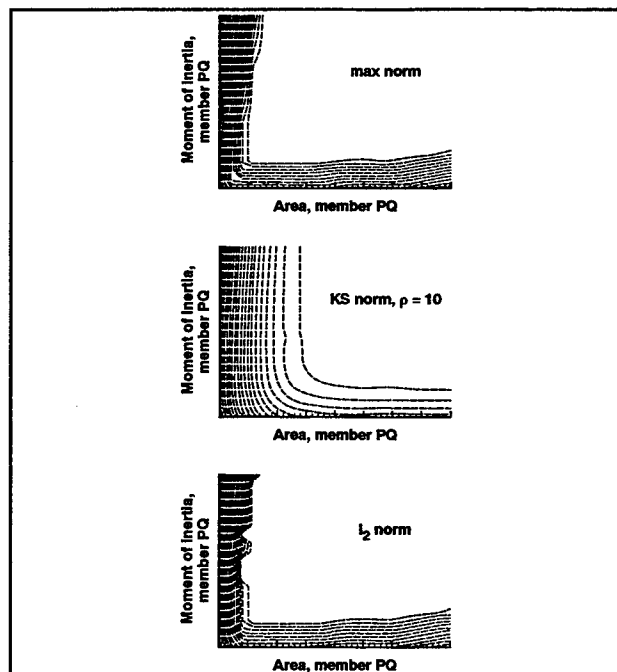 Moment of Inertia,
member PQ
max norm
Area, member PQ
Moment of Inertia,
member PQ
KS norm, ρ = 10
Area, member PQ
Moment of Inertia,
member PQ
l₂ norm
Area, member PQ